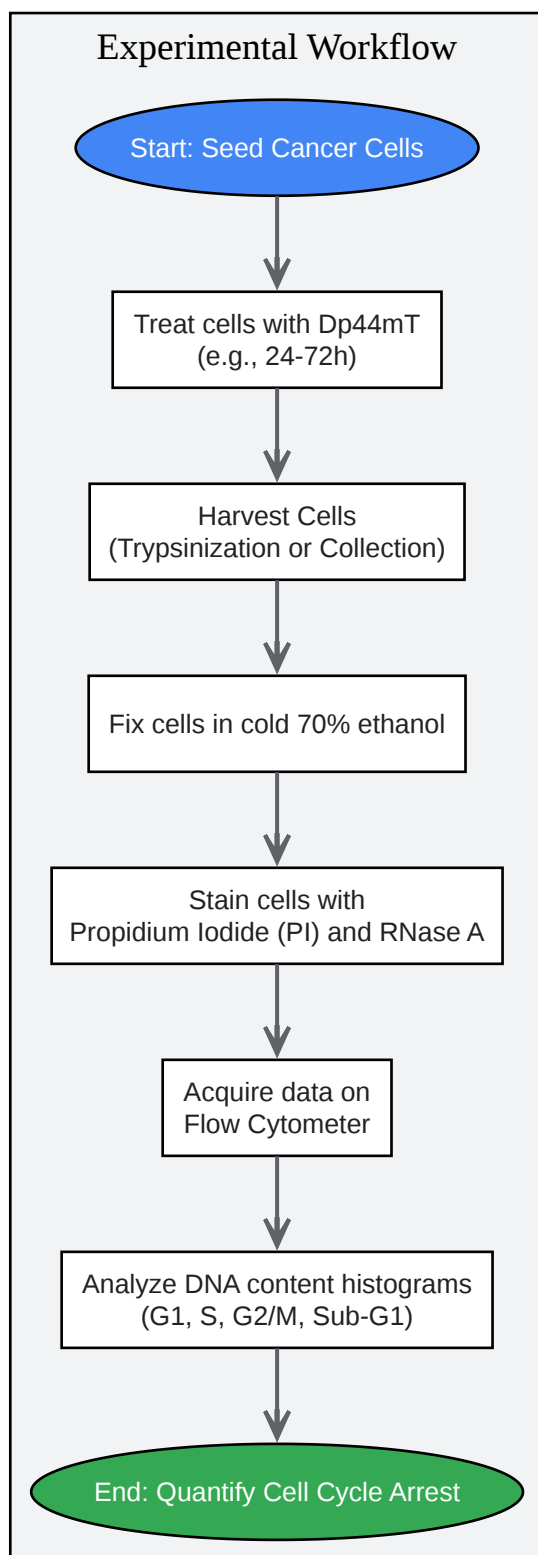 Experimental Workflow
Start: Seed Cancer Cells
Treat cells with Dp44mT
(e.g., 24-72h)
Harvest Cells
(Trypsinization or Collection)
Fix cells in cold 70% ethanol
Stain cells with
Propidium Iodide (PI) and RNase A
Acquire data on
Flow Cytometer
Analyze DNA content histograms
(G1, S, G2/M, Sub-G1)
End: Quantify Cell Cycle Arrest